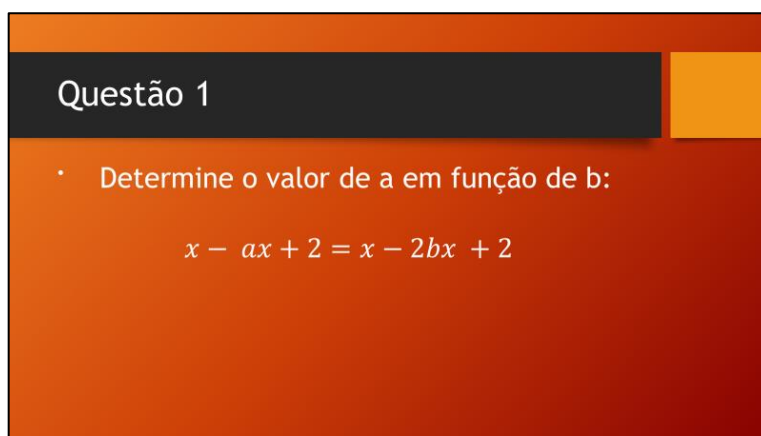 Questão 1
· Determine o valor de a em função de b:
x − ax + 2 = x − 2bx + 2